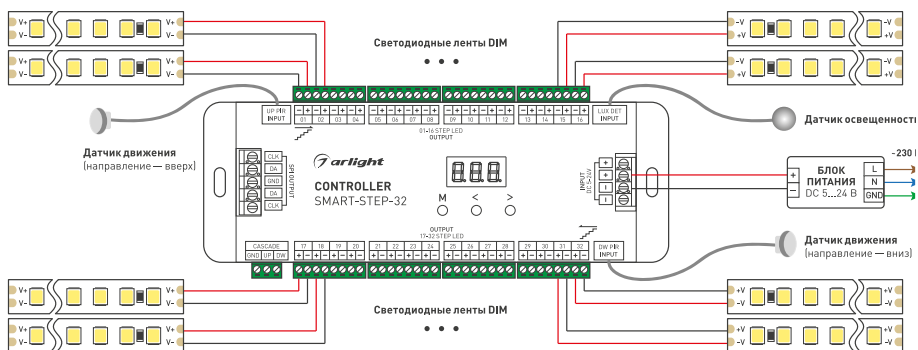 V+
V-
V+
V-
Светодиодные ленты DIM
• • •
-V
+V
-V
+V
UP PIR
INPUT
- + - + - + - +
01 02 03 04
- + - + - + - +
05 06 07 08
- + - + - + - +
09 10 11 12
- + - + - + - +
13 14 15 16
LUX DET
INPUT
01-16 STEP LED
OUTPUT
Датчик движения
(направление — вверх)
Датчик освещенност
CLK
DA
GND
DA
CLK
SPI OUTPUT
arlight
CONTROLLER
SMART-STEP-32
M < >
INPUT
DC 5-24V
+
+
-
-
+
-
БЛОК
ПИТАНИЯ
DC 5...24 В
~230
L
N
GND
OUTPUT
17-32 STEP LED
CASCADE
GND UP DW
17 18 19 20
+ - + - + - + -
21 22 23 24
+ - + - + - + -
25 26 27 28
+ - + - + - + -
29 30 31 32
+ - + - + - + -
DW PIR
INPUT
Датчик движения
(направление — вниз)
V+
V-
V+
V-
Светодиодные ленты DIM
• • •
+V
-V
+V
-V